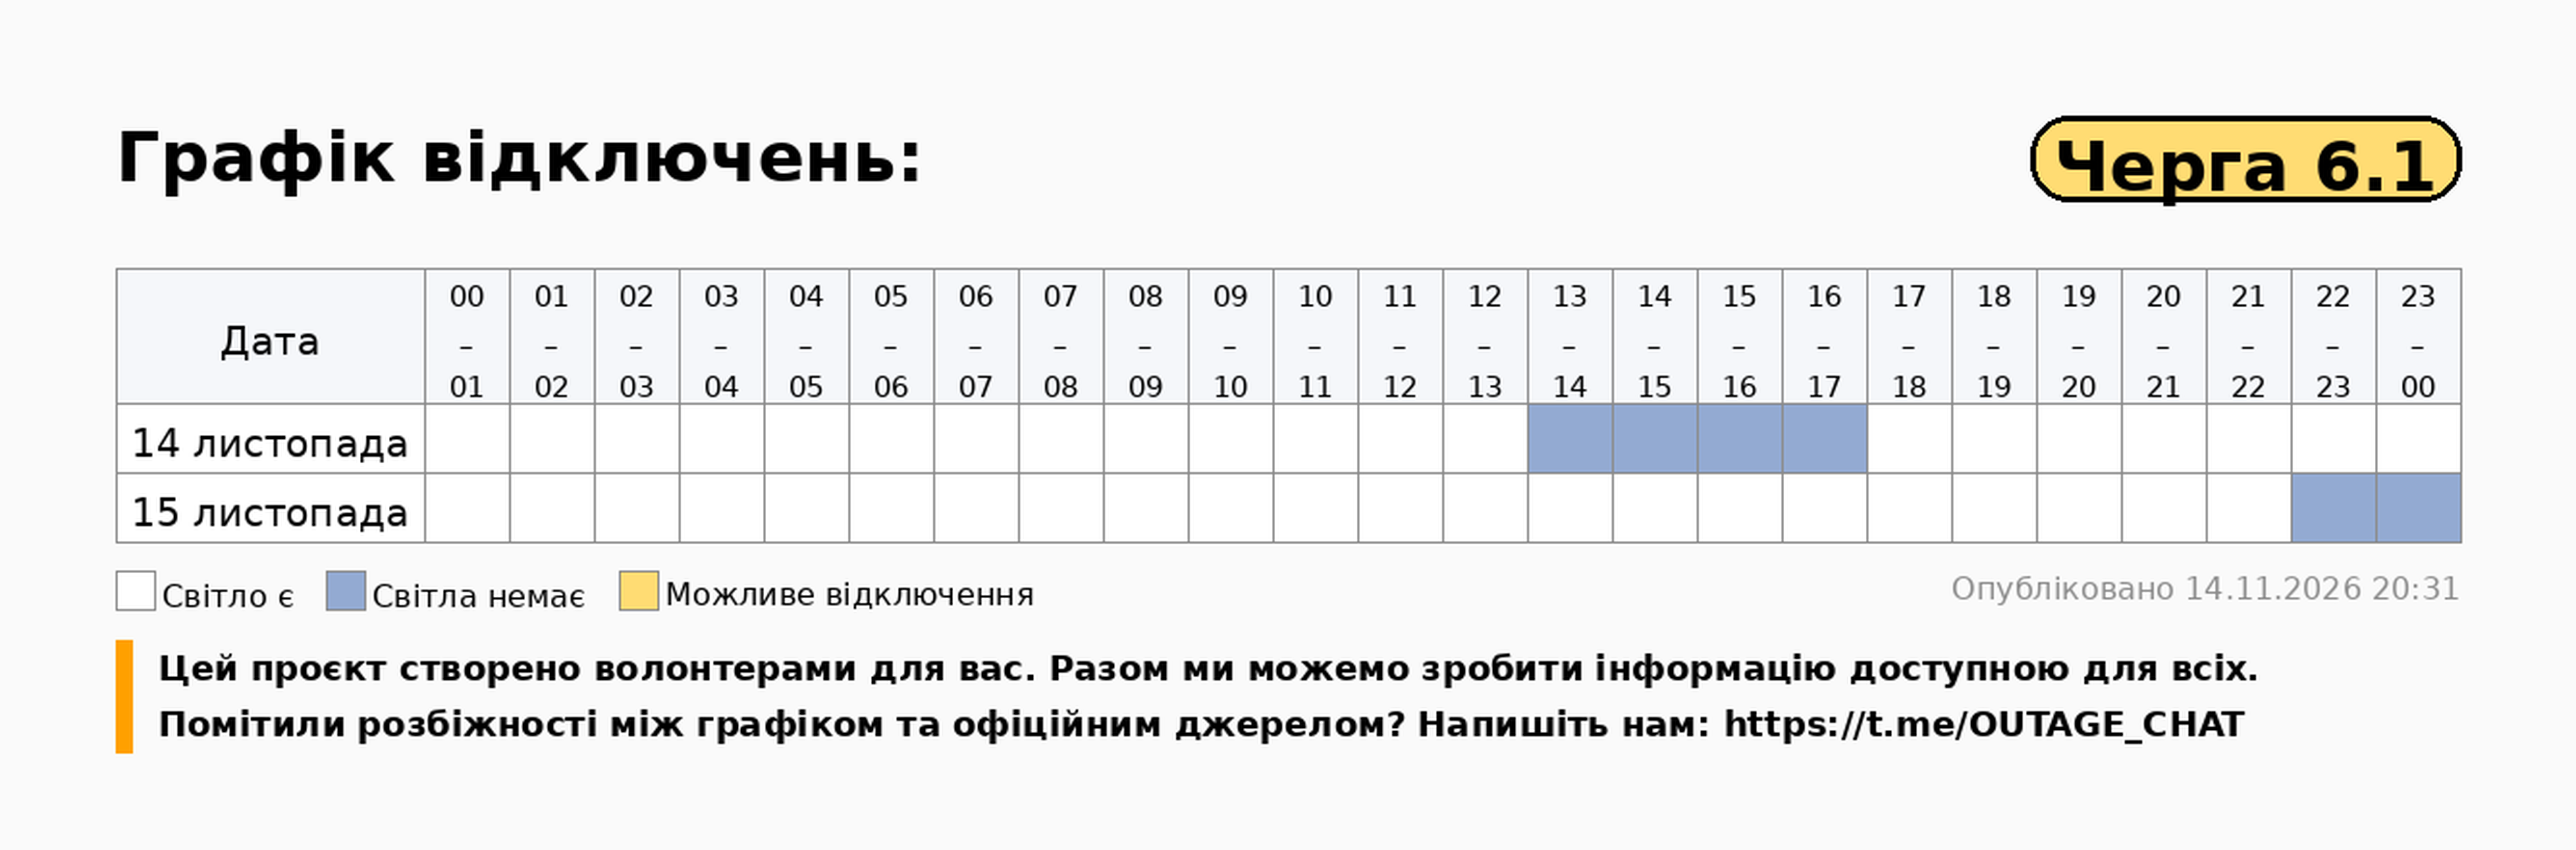 Графік відключень:
Черга 6.1
Дата
00 – 01
01 – 02
02 – 03
03 – 04
04 – 05
05 – 06
06 – 07
07 – 08
08 – 09
09 – 10
10 – 11
11 – 12
12 – 13
13 – 14
14 – 15
15 – 16
16 – 17
17 – 18
18 – 19
19 – 20
20 – 21
21 – 22
22 – 23
23 – 00
14 листопада
15 листопада
Світло є
Світла немає
Можливе відключення
Опубліковано 14.11.2026 20:31
Цей проєкт створено волонтерами для вас. Разом ми можемо зробити інформацію доступною для всіх.
Помітили розбіжності між графіком та офіційним джерелом? Напишіть нам: https://t.me/OUTAGE_CHAT